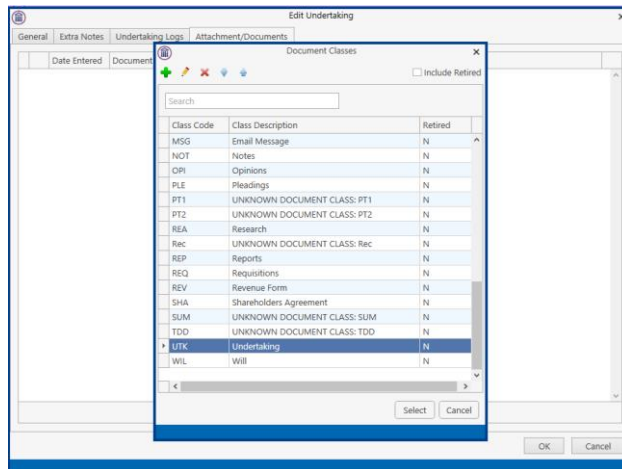 Edit Undertaking
General Extra Notes Undertaking Logs Attachment/Documents
Date Entered Document
Document Classes
Include Retired
Search
Class Code Class Description Retired
MSG Email Message N
NOT Notes N
OPI Opinions N
PLE Pleadings N
PT1 UNKNOWN DOCUMENT CLASS: PT1 N
PT2 UNKNOWN DOCUMENT CLASS: PT2 N
REA Research N
Rec UNKNOWN DOCUMENT CLASS: Rec N
REP Reports N
REQ Requisitions N
REV Revenue Form N
SHA Shareholders Agreement N
SUM UNKNOWN DOCUMENT CLASS: SUM N
TDD UNKNOWN DOCUMENT CLASS: TDD N
UTK Undertaking N
WIL Will N
Select Cancel
OK Cancel